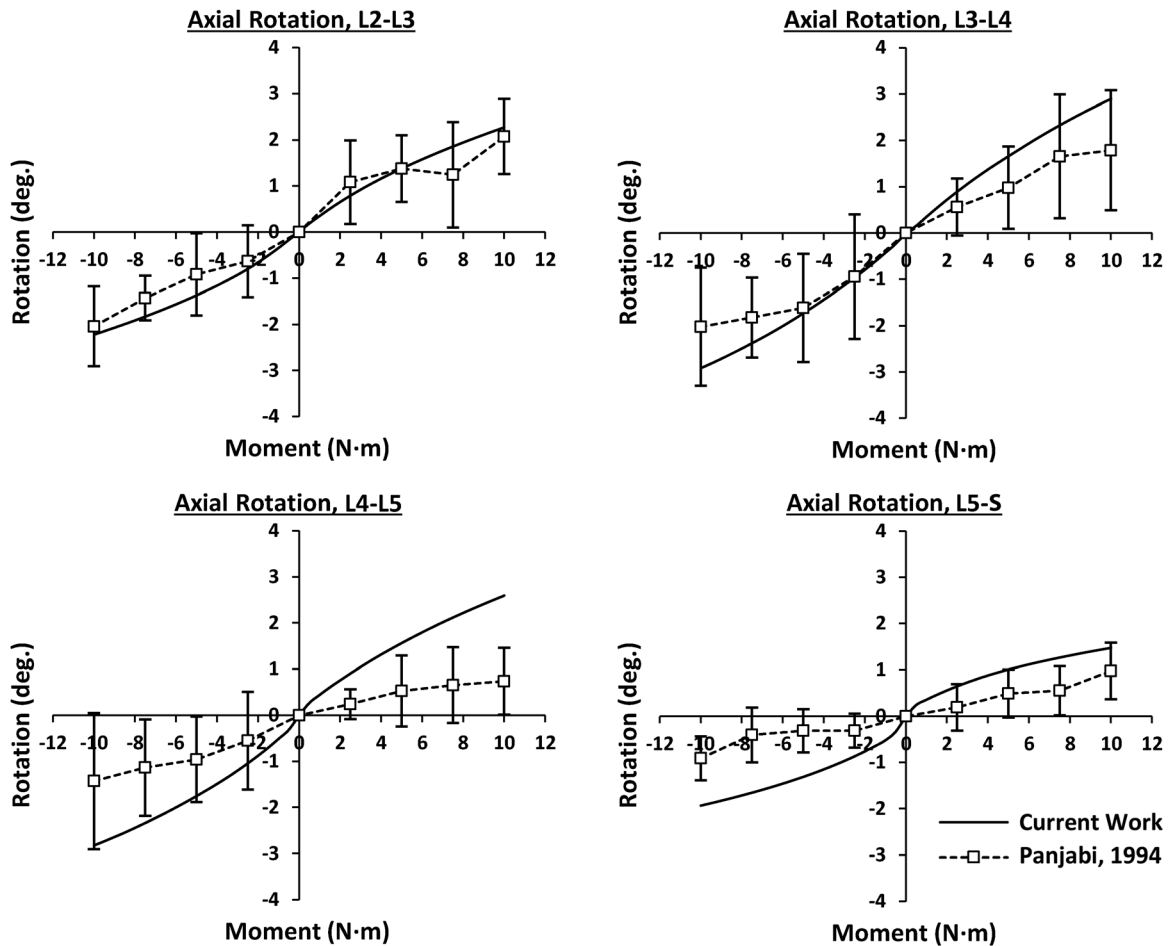 Axial Rotation, L2-L3
4
3
2
1
0
-12 -10 -8 -6 -4 -2 0 2 4 6 8 10 12
-1
-2
-3
-4
Rotation (deg.)
Moment (N·m)
Axial Rotation, L3-L4
4
3
2
1
0
-12 -10 -8 -6 -4 -2 0 2 4 6 8 10 12
-1
-2
-3
-4
Rotation (deg.)
Moment (N·m)
Axial Rotation, L4-L5
4
3
2
1
0
-12 -10 -8 -6 -4 -2 0 2 4 6 8 10 12
-1
-2
-3
-4
Rotation (deg.)
Moment (N·m)
Axial Rotation, L5-S
4
3
2
1
0
-12 -10 -8 -6 -4 -2 0 2 4 6 8 10 12
-1
-2
-3
-4
Rotation (deg.)
Moment (N·m)
Current Work
Panjabi, 1994